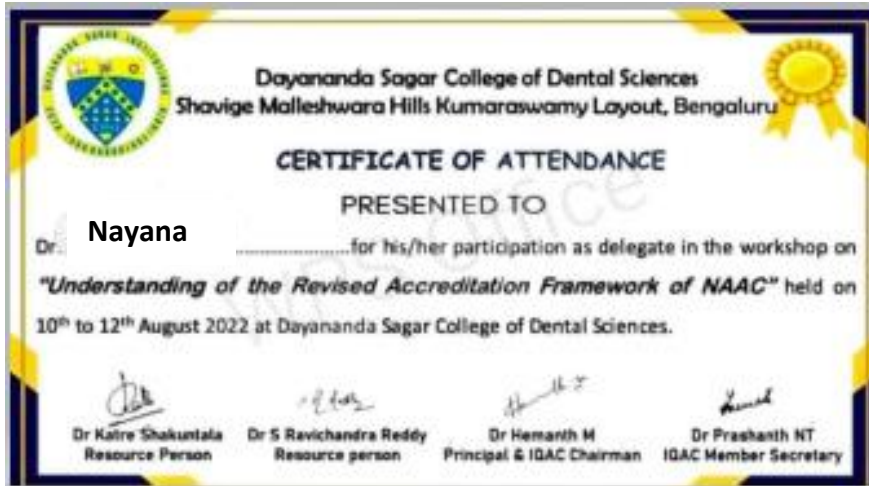 Dayananda Sagar College of Dental Sciences
Shavige Malleshwara Hills Kumaraswamy Layout, Bengaluru
CERTIFICATE OF ATTENDANCE
PRESENTED TO
Dr. Nayana ........................for his/her participation as delegate in the workshop on
"Understanding of the Revised Accreditation Framework of NAAC" held on
10th to 12th August 2022 at Dayananda Sagar College of Dental Sciences.
Dr Katre Shakuntala
Resource Person
Dr S Ravichandra Reddy
Resource person
Dr Hemanth M
Principal & IQAC Chairman
Dr Prashanth NT
IQAC Member Secretary
WPS Office